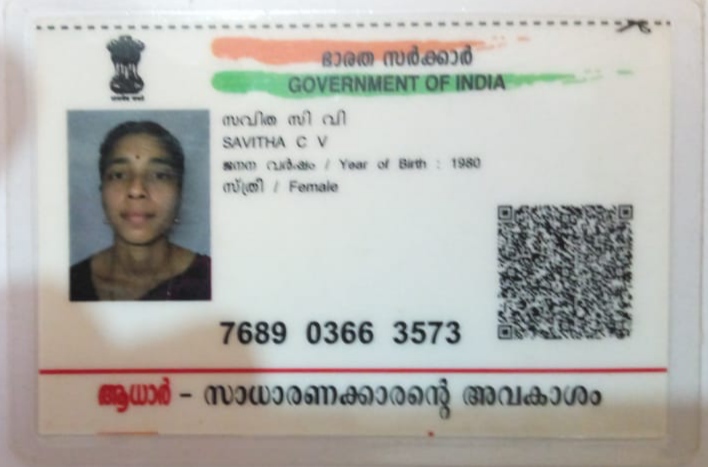 ഭാരത സർക്കാർ
GOVERNMENT OF INDIA
സവിത സി വി
SAVITHA C V
ജനന വർഷം / Year of Birth : 1980
സ്ത്രീ / Female
7689 0366 3573
ആധാർ - സാധാരണക്കാരന്റെ അവകാശം